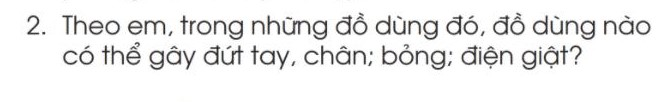 2. Theo em, trong những đồ dùng đó, đồ dùng nào
có thể gây đứt tay, chân; bỏng; điện giật?